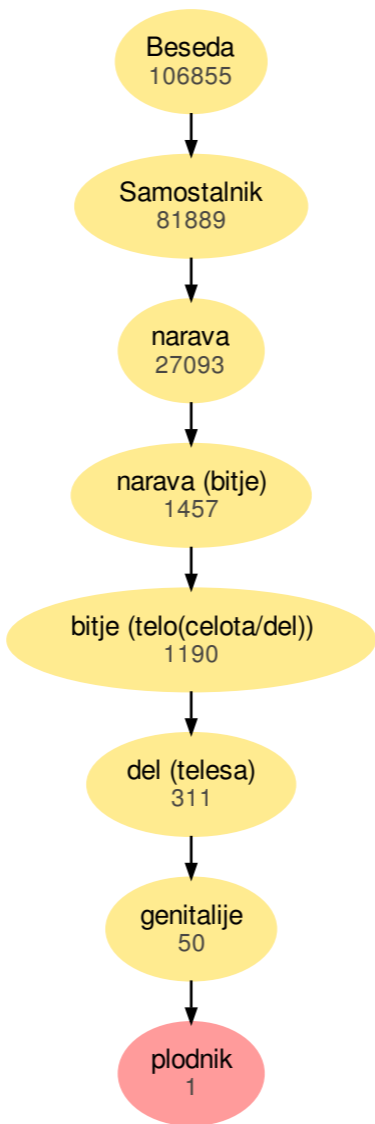 Beseda
106855
Samostalnik
81889
narava
27093
narava (bitje)
1457
bitje (telo(celota/del))
1190
del (telesa)
311
genitalije
50
plodnik
1